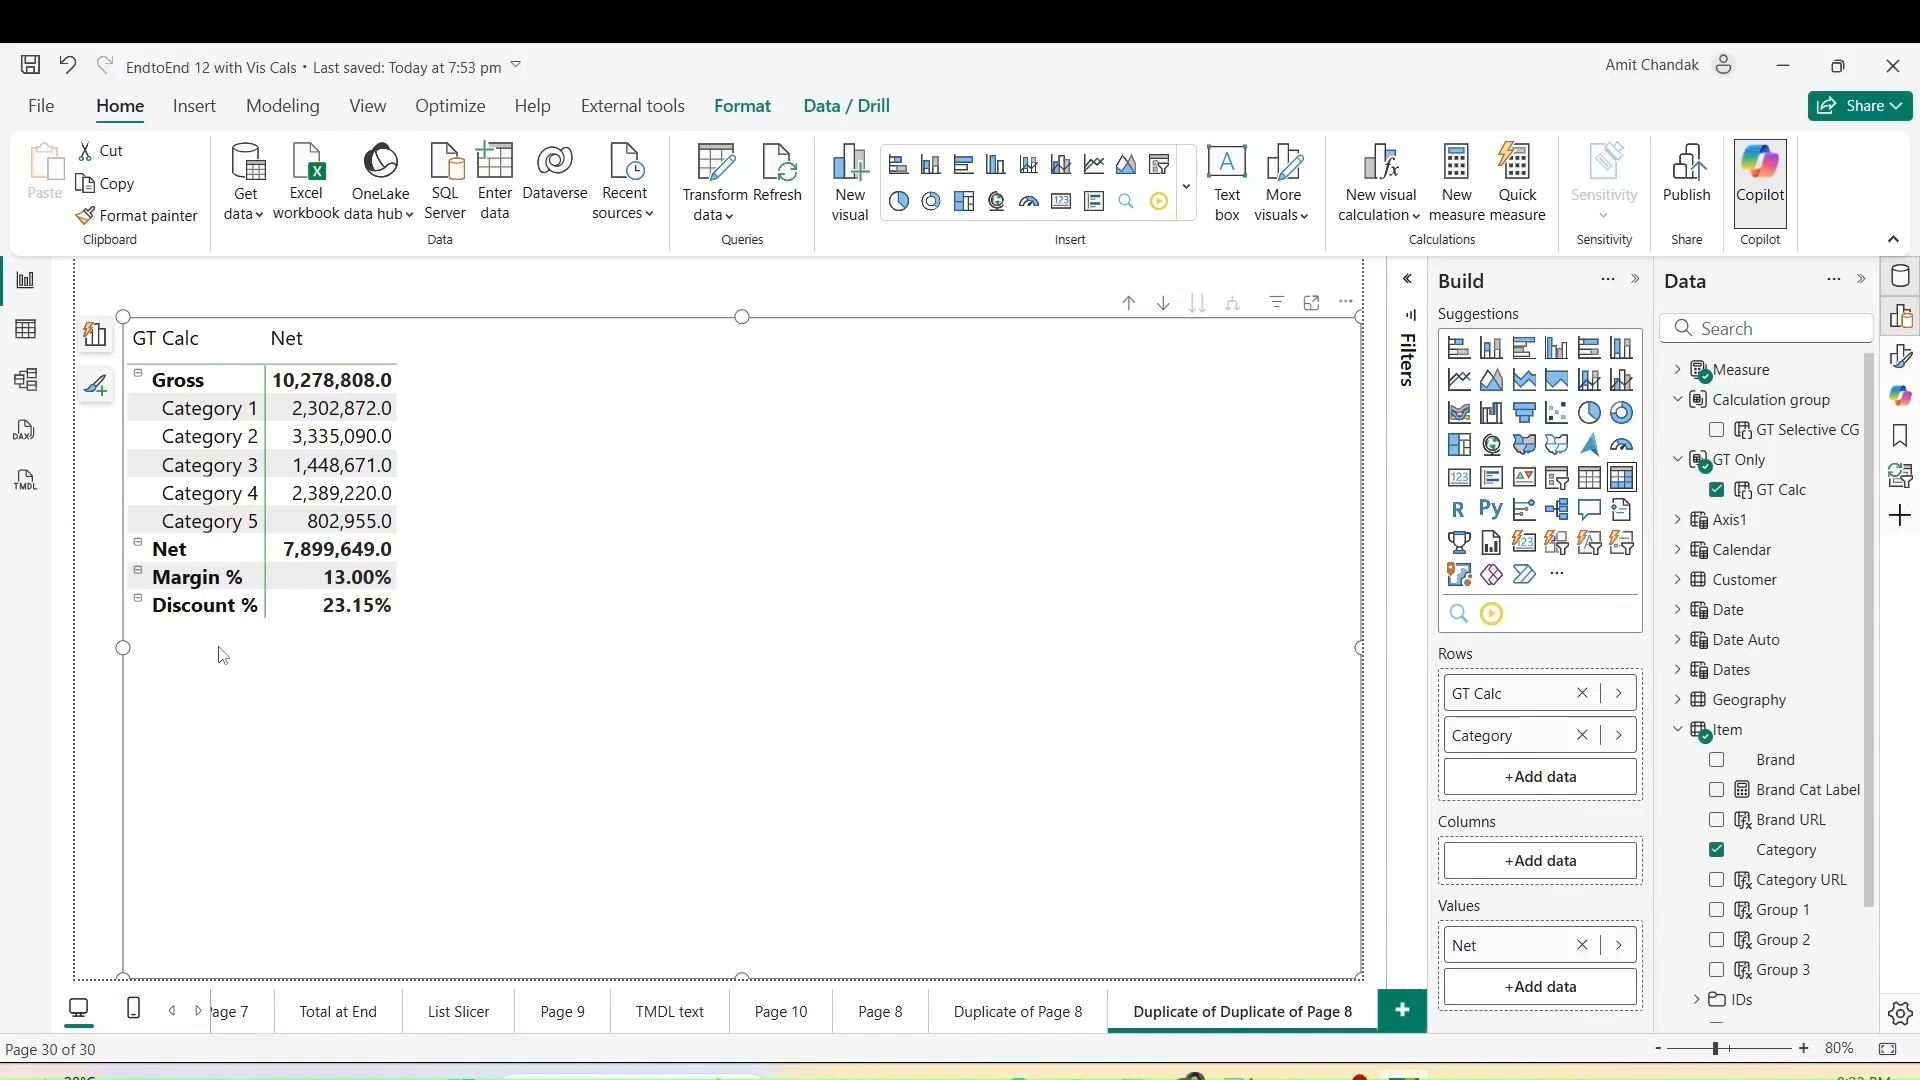 EndtoEnd 12 with Vis Cals • Last saved: Today at 7:53 pm
Amit Chandak
File
Home
Insert
Modeling
View
Optimize
Help
External tools
Format
Data / Drill
Share
Paste
Cut
Copy
Format painter
Clipboard
Get
data
Excel
workbook
OneLake
data hub
SQL
Server
Enter
data
Dataverse
Recent
sources
Data
Transform
data
Refresh
Queries
New
visual
Text
box
More
visuals
Insert
New visual
calculation
New
measure
Quick
measure
Calculations
Sensitivity
Sensitivity
Publish
Share
Copilot
Copilot
DAX
TMDL
GT Calc Net
Gross 10,278,808.0
Category 1 2,302,872.0
Category 2 3,335,090.0
Category 3 1,448,671.0
Category 4 2,389,220.0
Category 5 802,955.0
Net 7,899,649.0
Margin % 13.00%
Discount % 23.15%
Filters
Build
Suggestions
R
Py
123
Rows
GT Calc
Category
+Add data
Columns
+Add data
Values
Net
+Add data
Data
Search
Measure
Calculation group
GT Selective CG
GT Only
GT Calc
Axis1
Calendar
Customer
Date
Date Auto
Dates
Geography
Item
Brand
Brand Cat Label
Brand URL
Category
Category URL
Group 1
Group 2
Group 3
IDs
age 7
Total at End
List Slicer
Page 9
TMDL text
Page 10
Page 8
Duplicate of Page 8
Duplicate of Duplicate of Page 8
Page 30 of 30
80%